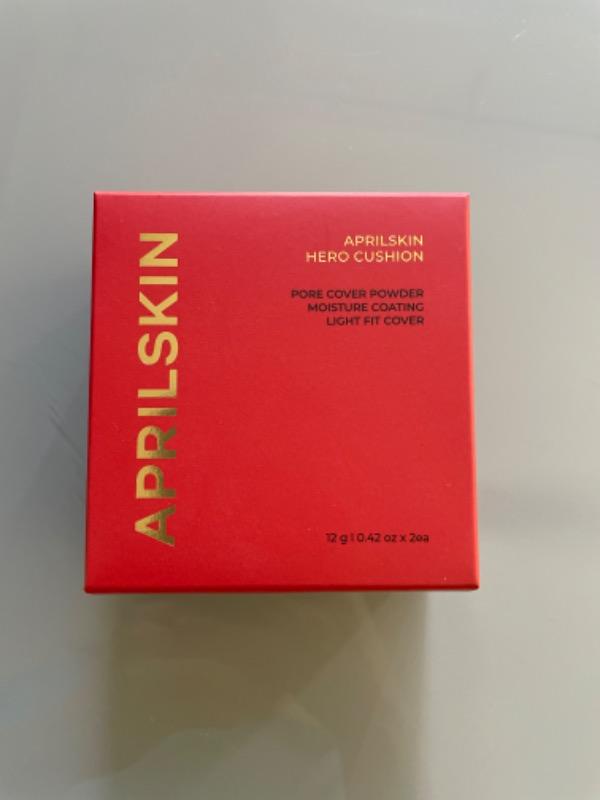 APRILSKIN
APRILSKIN
HERO CUSHION
PORE COVER POWDER
MOISTURE COATING
LIGHT FIT COVER
12 g l 0.42 oz x 2ea